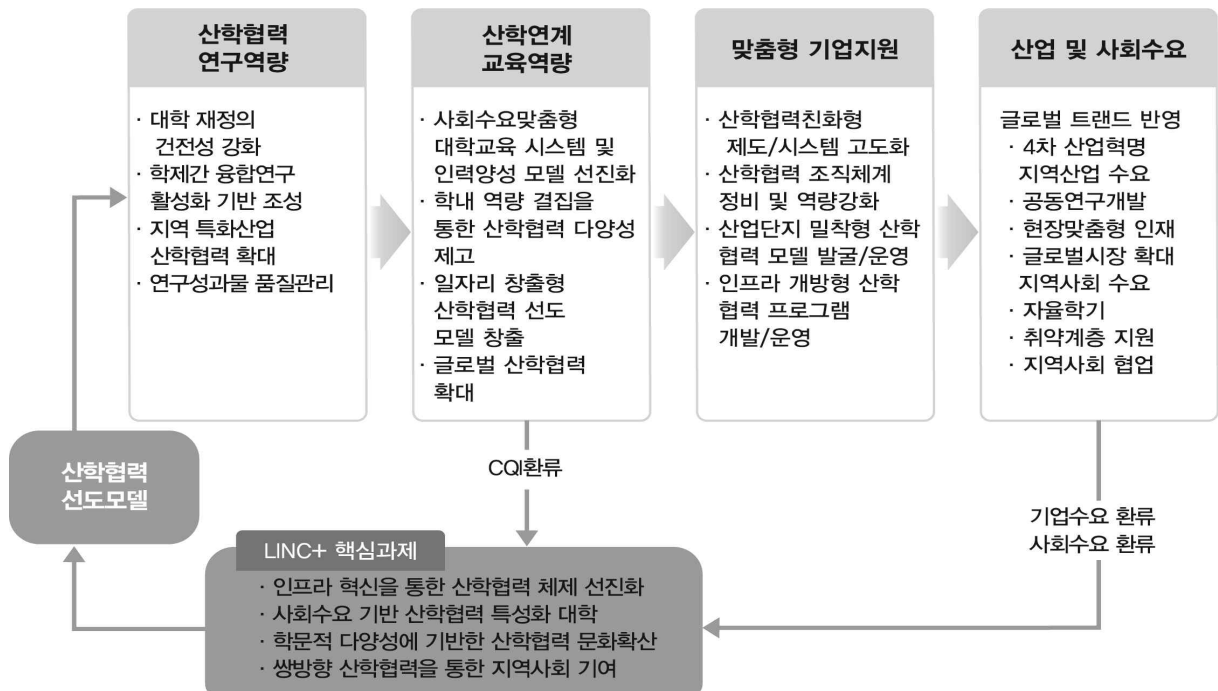 산학협력
연구역량
· 대학 재정의
건전성 강화
· 학제간 융합연구
활성화 기반 조성
· 지역 특화산업
산학협력 확대
· 연구성과물 품질관리
산학연계
교육역량
· 사회수요맞춤형
대학교육 시스템 및
인력양성 모델 선진화
· 학내 역량 결집을
통한 산학협력 다양성
제고
· 일자리 창출형
산학협력 선도
모델 창출
· 글로벌 산학협력
확대
맞춤형 기업지원
· 산학협력친화형
제도/시스템 고도화
· 산학협력 조직체계
정비 및 역량강화
· 산업단지 밀착형 산학
협력 모델 발굴/운영
· 인프라 개방형 산학
협력 프로그램
개발/운영
산업 및 사회수요
글로벌 트랜드 반영
· 4차 산업혁명
지역산업 수요
· 공동연구개발
· 현장맞춤형 인재
· 글로벌시장 확대
지역사회 수요
· 자율학기
· 취약계층 지원
· 지역사회 협업
산학협력
선도모델
CQI환류
기업수요 환류
사회수요 환류
LINC+ 핵심과제
· 인프라 혁신을 통한 산학협력 체제 선진화
· 사회수요 기반 산학협력 특성화 대학
· 학문적 다양성에 기반한 산학협력 문화확산
· 쌍방향 산학협력을 통한 지역사회 기여